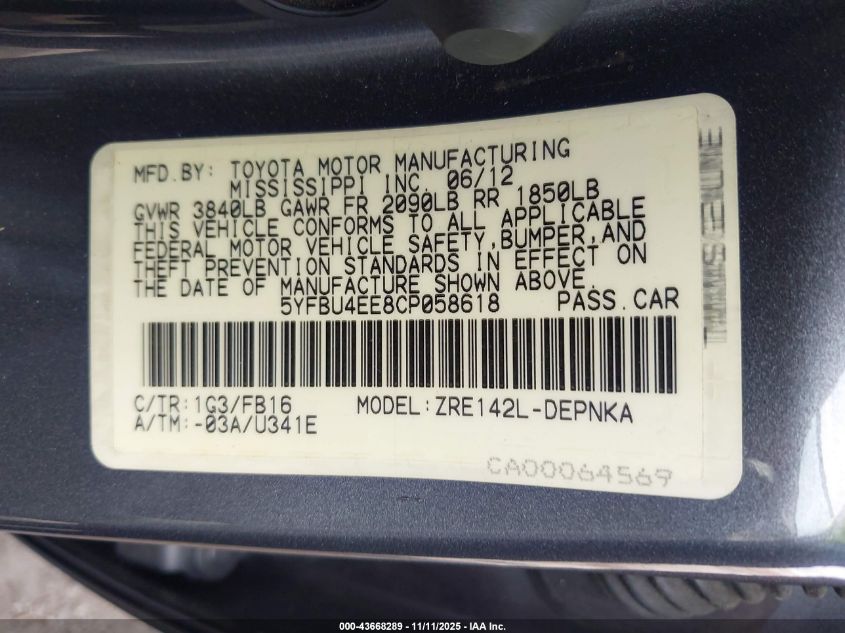 MFD.BY: TOYOTA MOTOR MANUFACTURING
MISSISSIPPI INC. 06/12
GVWR 3840LB GAWR FR 2090LB RR 1850LB
THIS VEHICLE CONFORMS TO ALL APPLICABLE
FEDERAL MOTOR VEHICLE SAFETY,BUMPER,AND
THEFT PREVENTION STANDARDS IN EFFECT ON
THE DATE OF MANUFACTURE SHOWN ABOVE.
5YFBU4EE8CP058618 PASS.CAR
C/TR:1G3/FB16 MODEL:ZRE142L-DEPNKA
A/TM:-03A/U341E
CA00064569
GENUINE
000-43668289 - 11/11/2025 - IAA Inc.